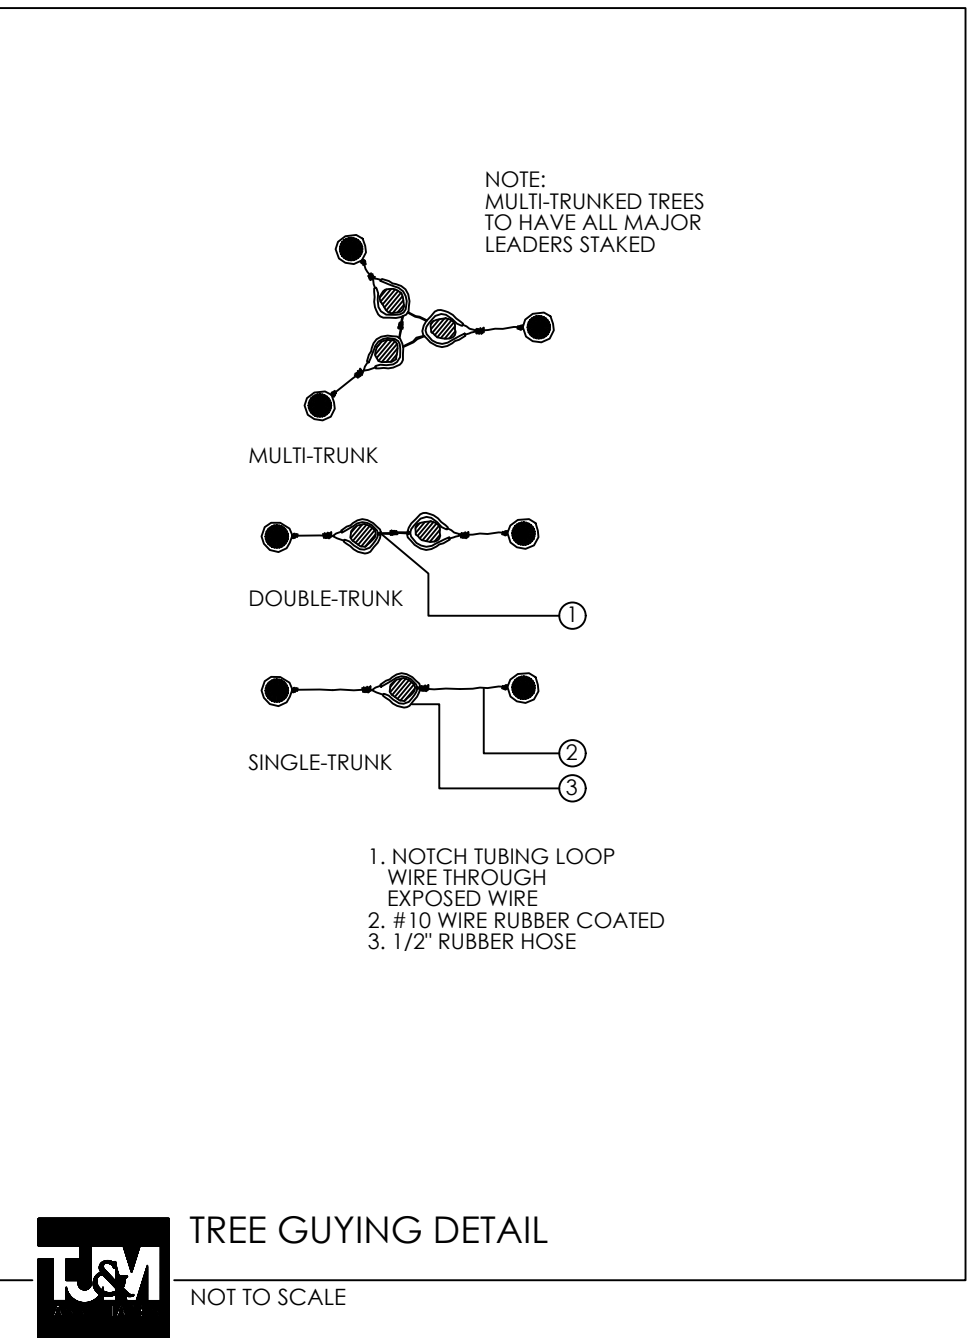 NOTE:
MULTI-TRUNKED TREES
TO HAVE ALL MAJOR
LEADERS STAKED
MULTI-TRUNK
DOUBLE-TRUNK
1
SINGLE-TRUNK
2
3
1. NOTCH TUBING LOOP
WIRE THROUGH
EXPOSED WIRE
2. #10 WIRE RUBBER COATED
3. 1/2" RUBBER HOSE
TREE GUYING DETAIL
TJ&M
NOT TO SCALE